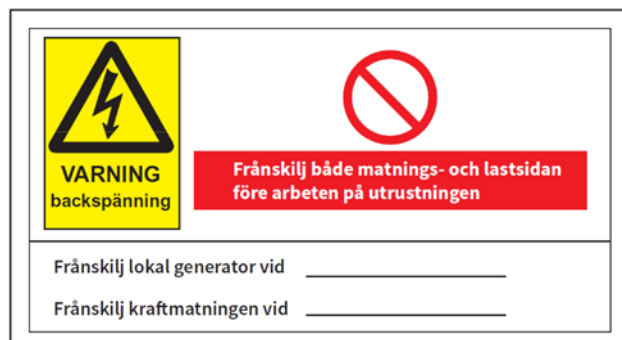 VARNING
backspänning
Frånskilj både matnings- och lastsidan
före arbeten på utrustningen
Frånskilj lokal generator vid
Frånskilj kraftmatningen vid